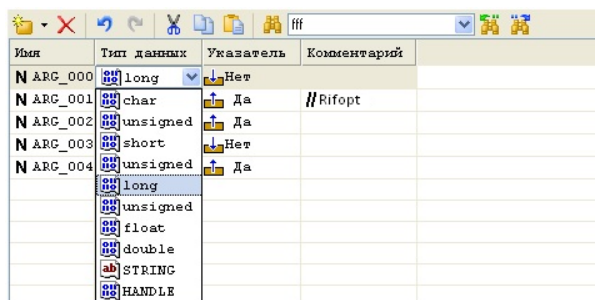 fff
Имя Тип данных Указатель Комментарий
N ARG_000 long Нет
N ARG_001 char Да // Rifopt
N ARG_002 unsigned Да
N ARG_003 short Нет
N ARG_004 unsigned Да
long
unsigned
float
double
ab STRING
HANDLE